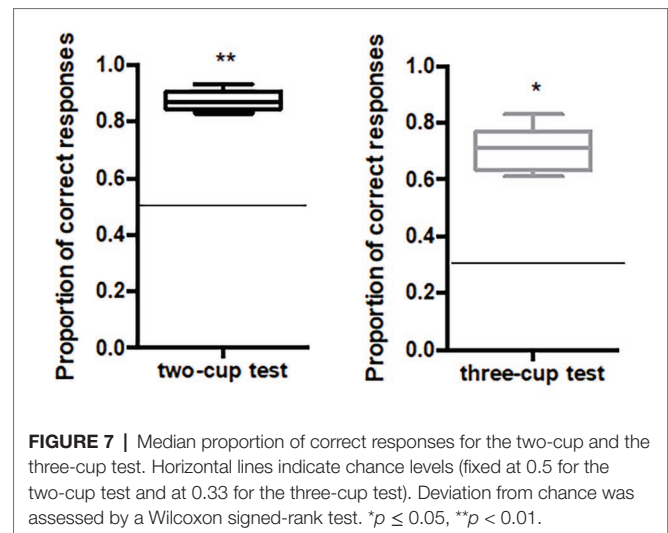 Proportion of correct responses
1.0
0.8
0.6
0.4
0.2
0.0
**
two-cup test
Proportion of correct responses
1.0
0.8
0.6
0.4
0.2
0.0
*
three-cup test
FIGURE 7 | Median proportion of correct responses for the two-cup and the
three-cup test. Horizontal lines indicate chance levels (fixed at 0.5 for the
two-cup test and at 0.33 for the three-cup test). Deviation from chance was
assessed by a Wilcoxon signed-rank test. *p ≤ 0.05, **p < 0.01.